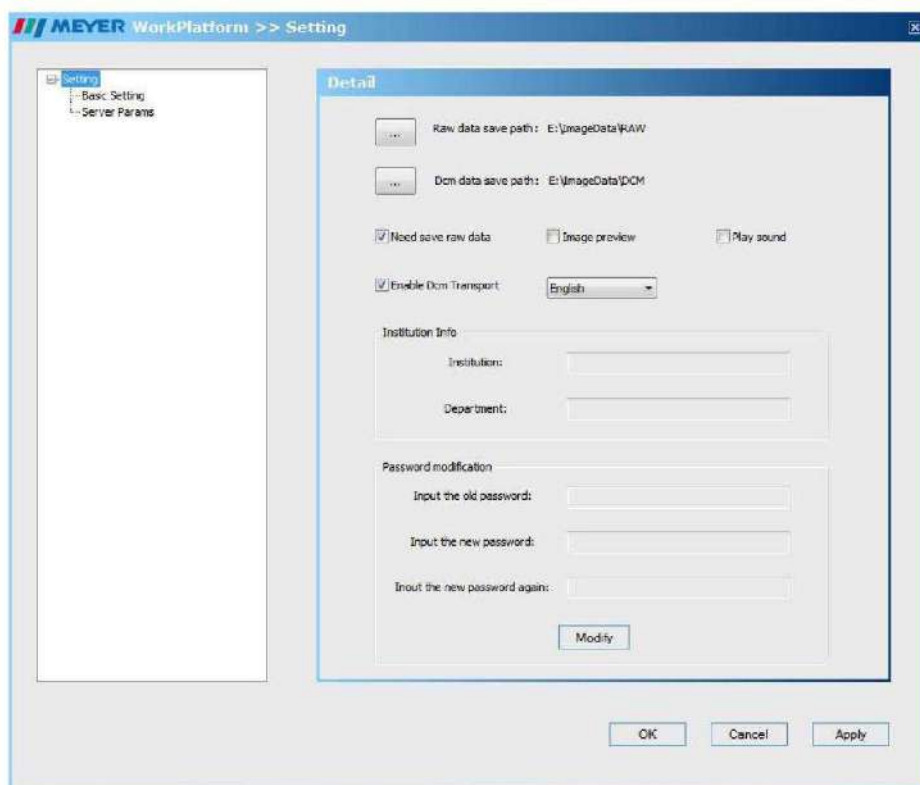 MEYER WorkPlatform >> Setting
Setting
Basic Setting
Server Params
Detail
... Raw data save path: E:\ImageData\RAW
... Dcm data save path: E:\ImageData\DCM
Need save raw data Image preview Play sound
Enable Dcm Transport English
Institution Info
Institution:
Department:
Password modification
Input the old password:
Input the new password:
Inout the new password again:
Modify
OK Cancel Apply